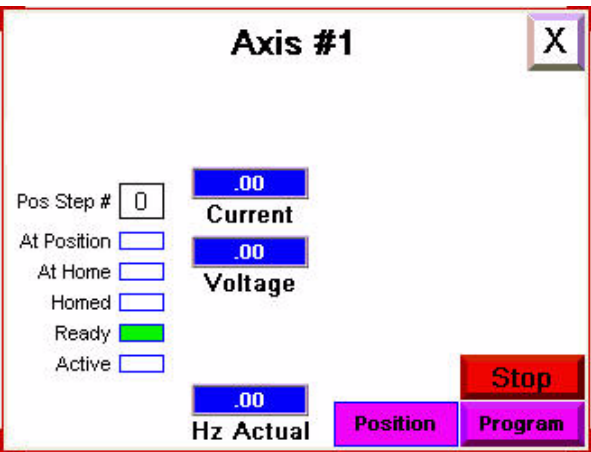 Axis #1
X
Pos Step # 0
.00
Current
At Position
.00
At Home
Voltage
Homed
Ready
Active
Stop
.00
Hz Actual
Position
Program